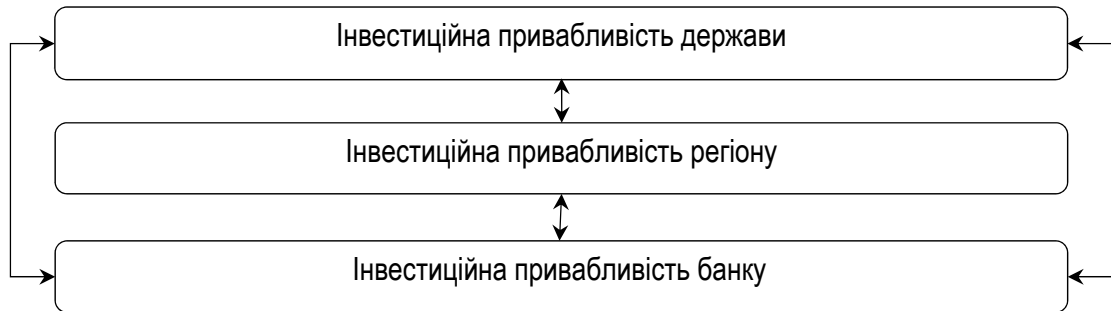 Інвестиційна привабливість держави
Інвестиційна привабливість регіону
Інвестиційна привабливість банку